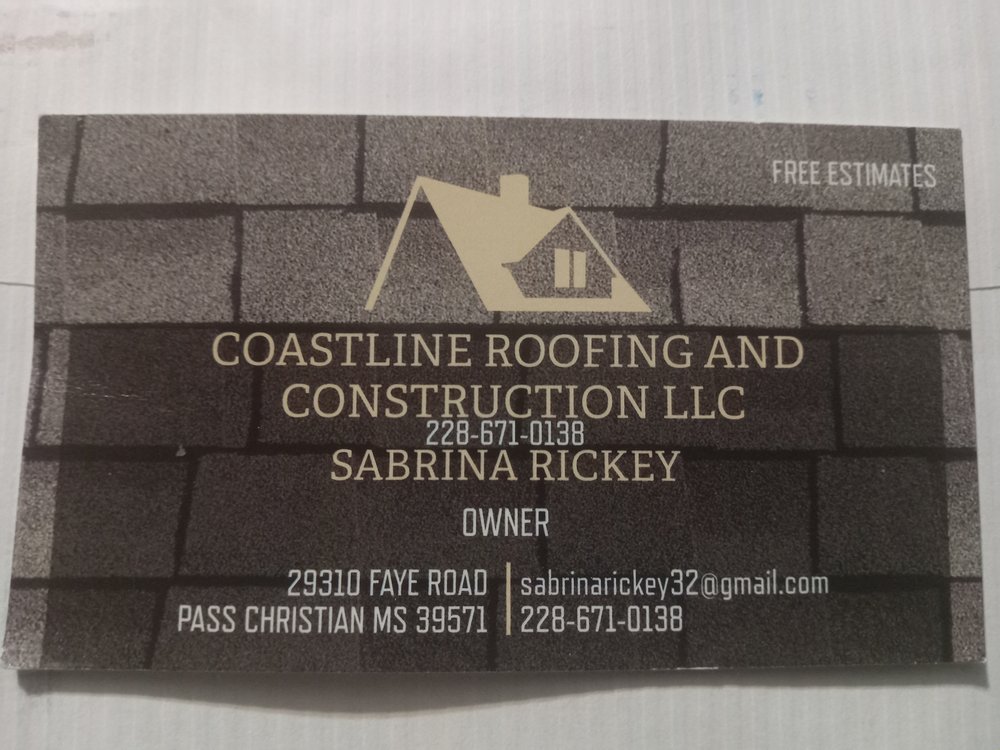 FREE ESTIMATES
COASTLINE ROOFING AND
CONSTRUCTION LLC
228-671-0138
SABRINA RICKEY
OWNER
29310 FAYE ROAD
PASS CHRISTIAN MS 39571
sabrinarickey32@gmail.com
228-671-0138